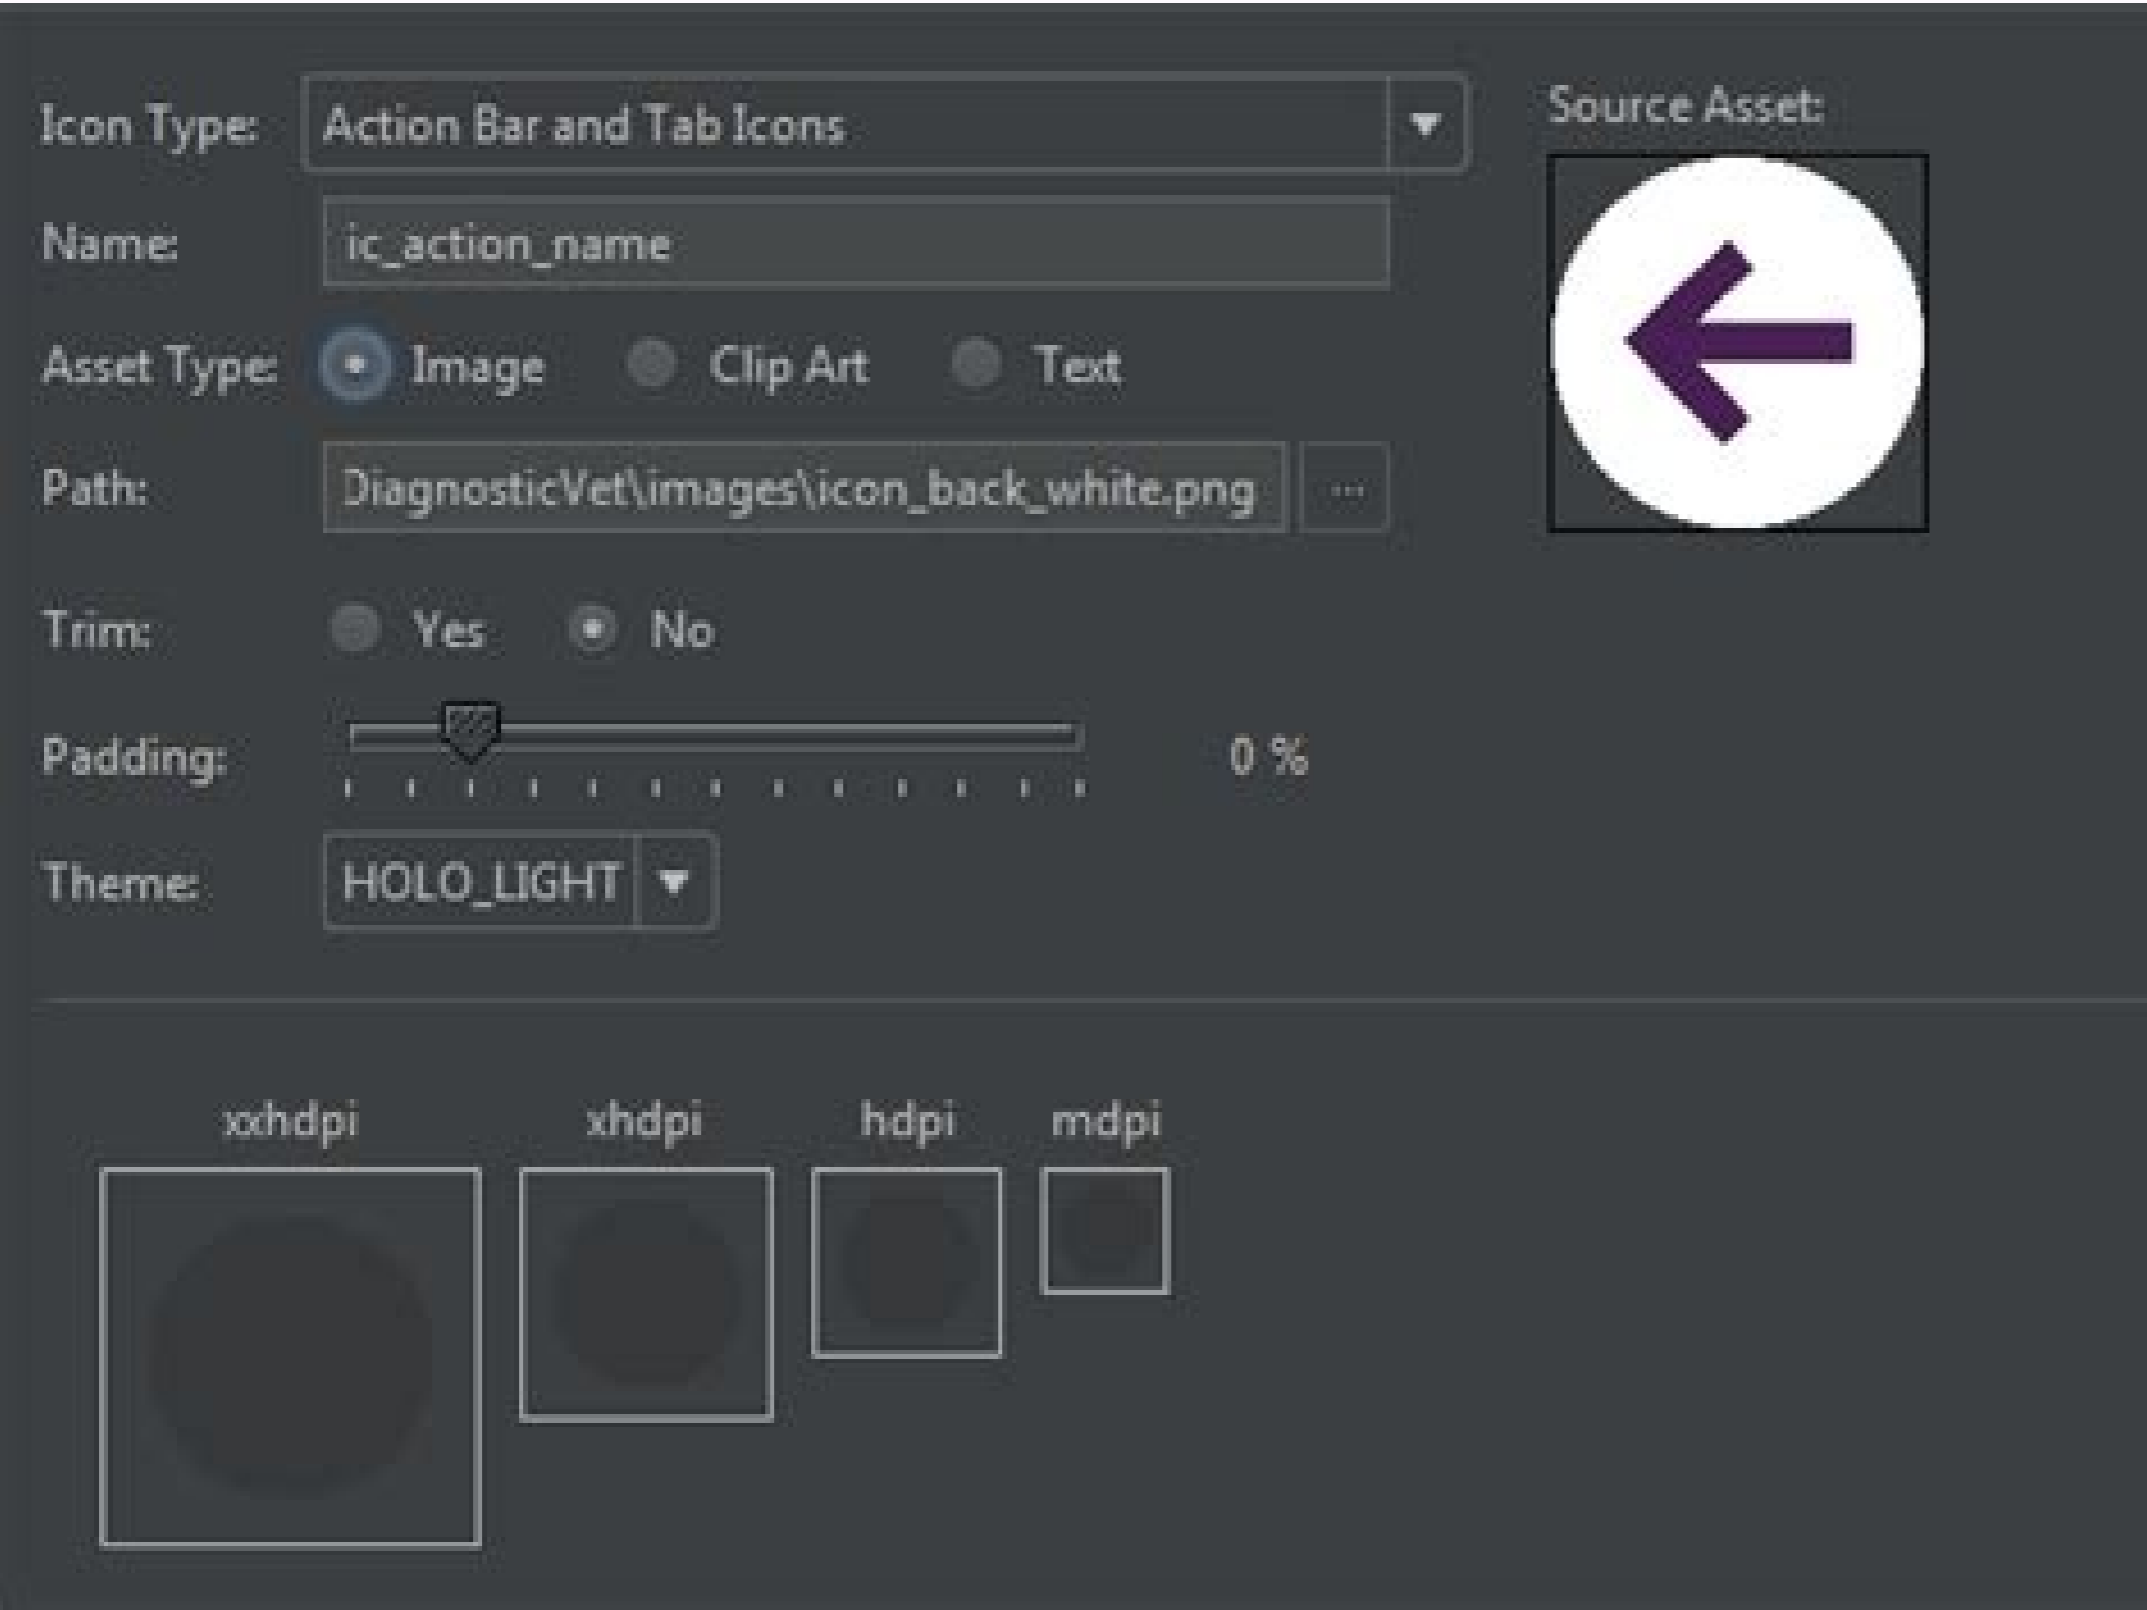 Icon Type: Action Bar and Tab Icons
Source Asset:
Name: ic_action_name
Asset Type: Image Clip Art Text
Path: DiagnosticVet\images\icon_back_white.png ...
Trim: Yes No
Padding: 0 %
Theme: HOLO_LIGHT
xxhdpi xhdpi hdpi mdpi